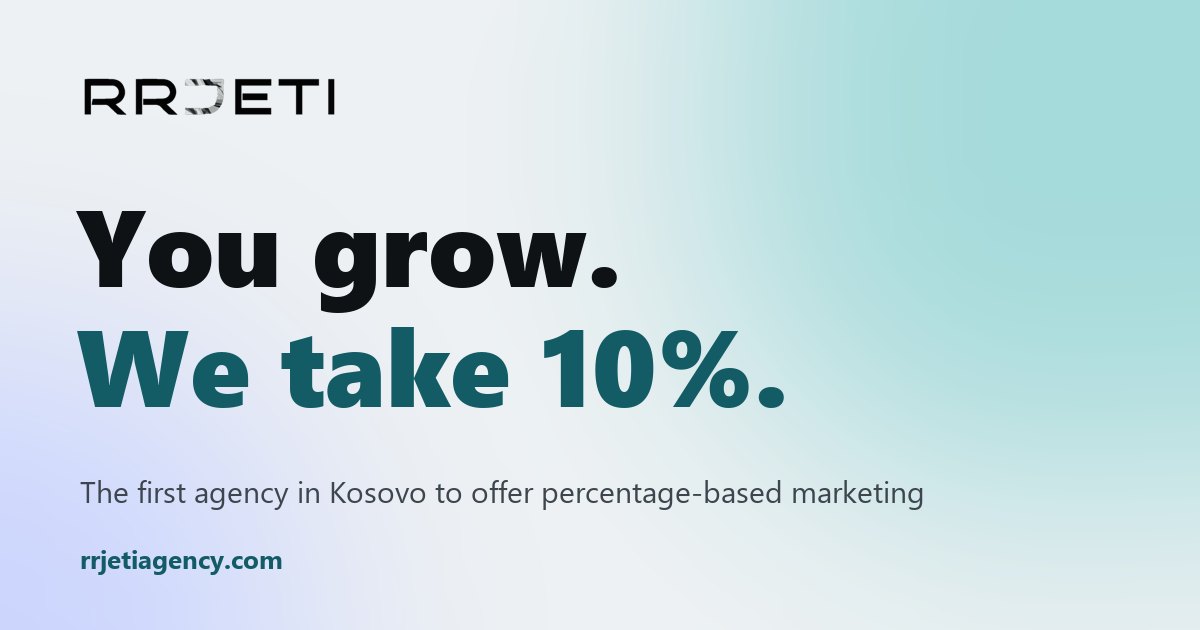 RRJETI
You grow.
We take 10%.
The first agency in Kosovo to offer percentage-based marketing
rrjetiagency.com